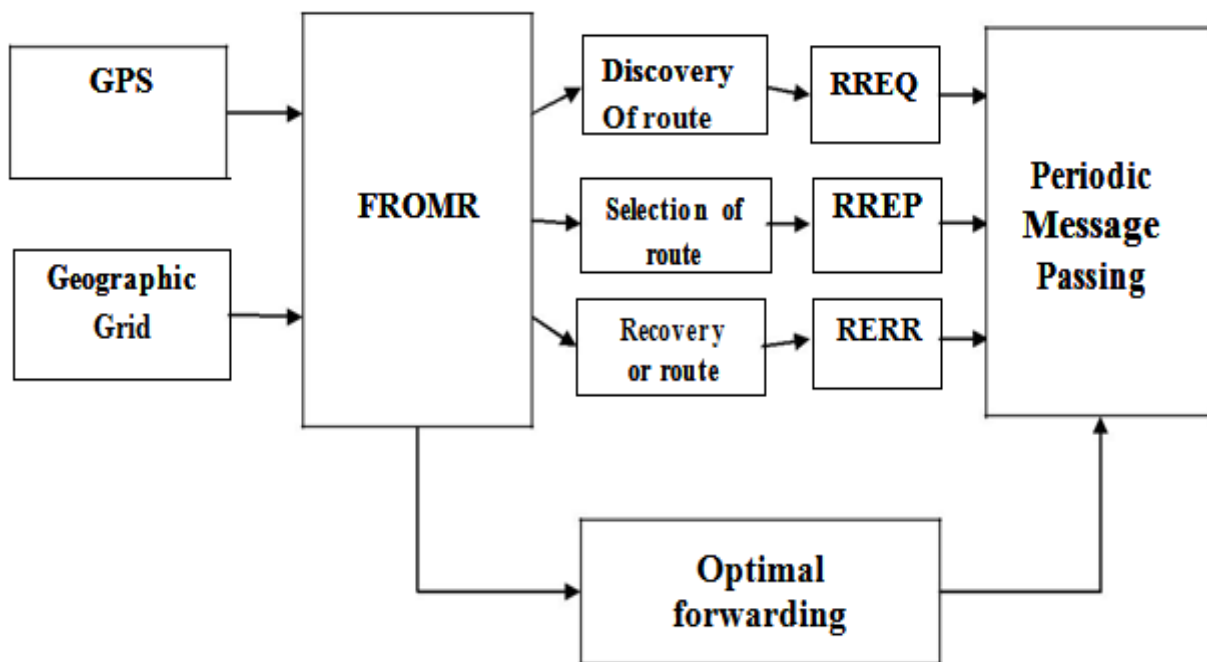 GPS
Geographic
Grid
FROMR
Discovery
Of route
Selection of
route
Recovery
or route
RREQ
RREP
RERR
Periodic
Message
Passing
Optimal
forwarding